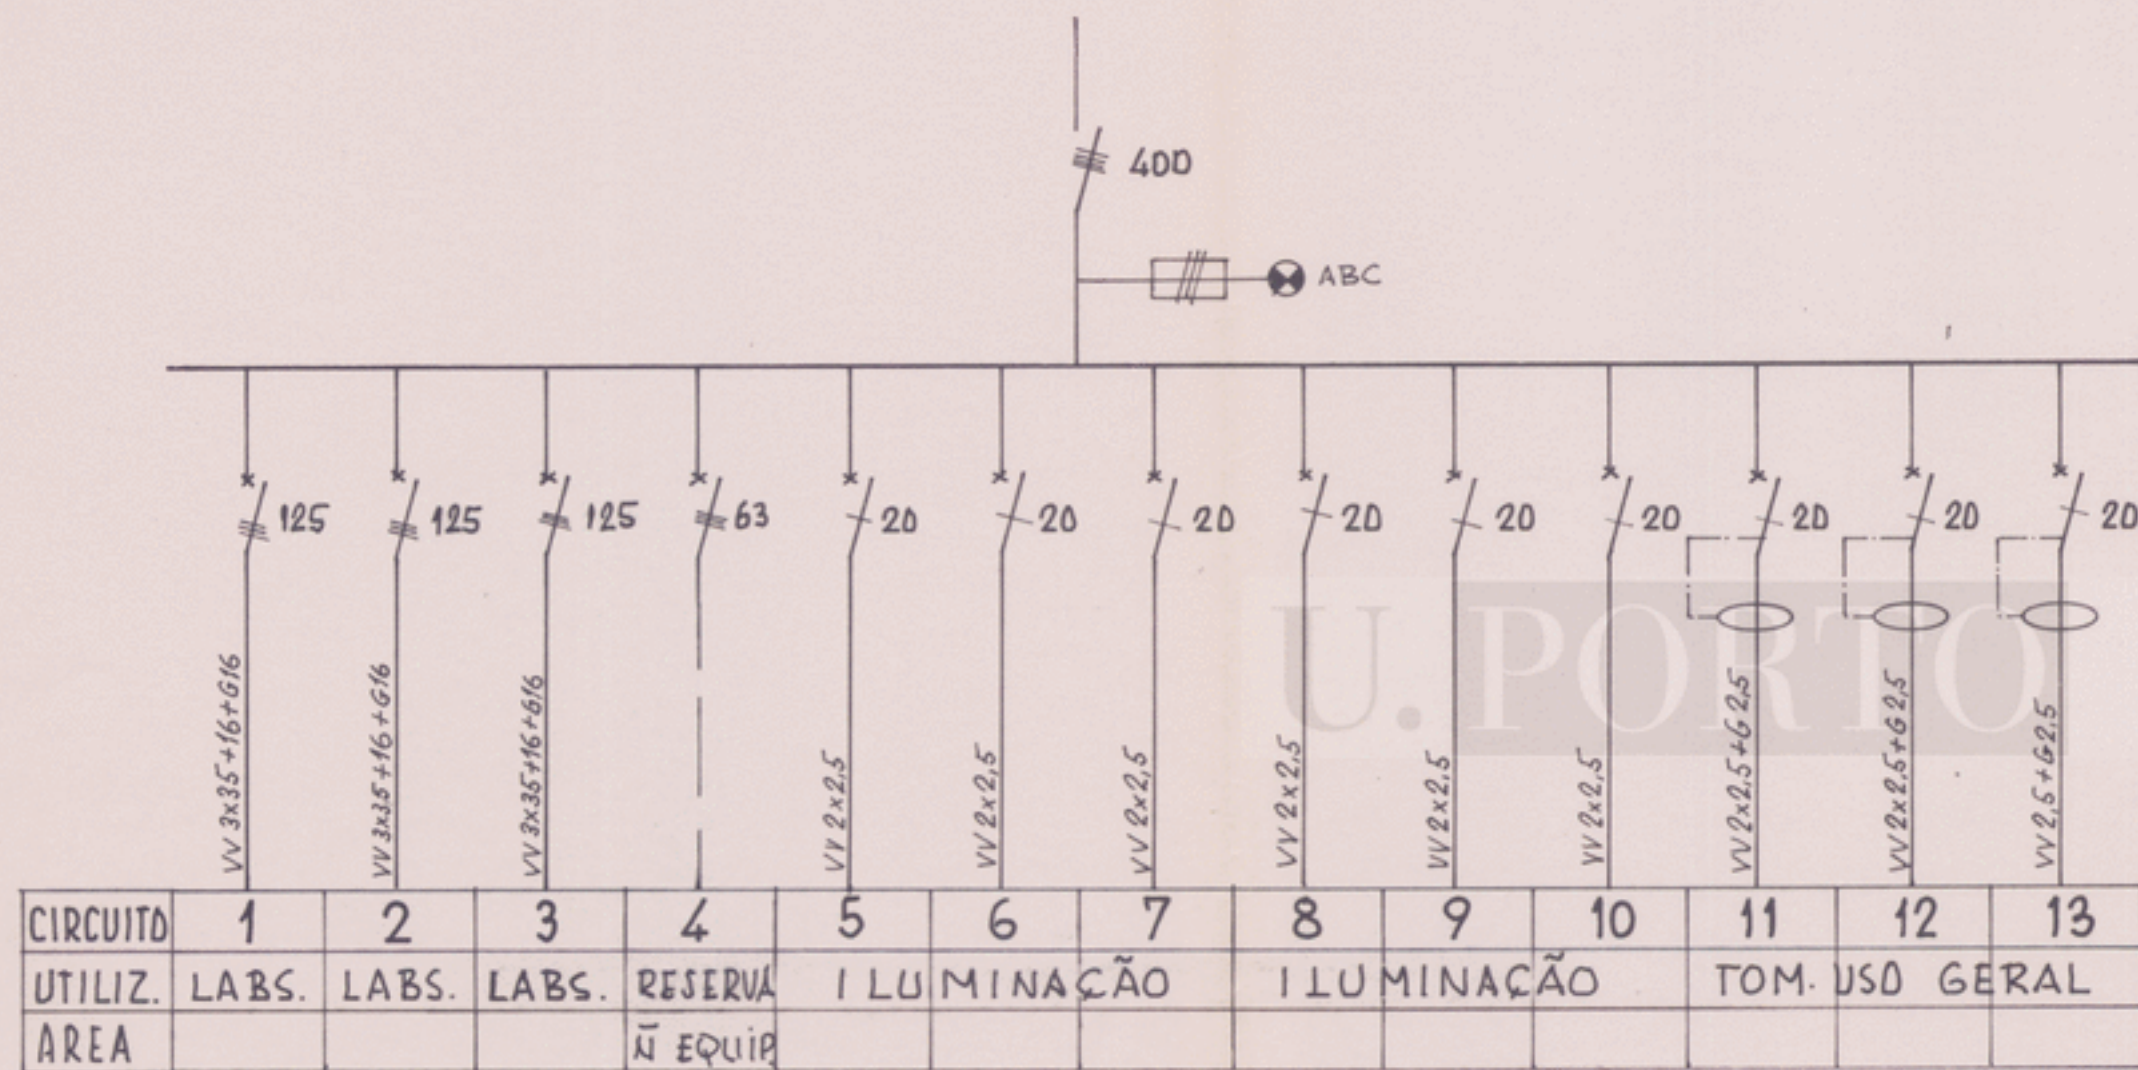 400
ABC
125 125 125 63 20 20 20 20 20 20 20 20 20
U. PORTO
VV 3x35+16+G16
VV 3x35+16+G16
VV 3x35+16+G16
VV 2x2,5
VV 2x2,5
VV 2x2,5
VV 2x2,5
VV 2x2,5
VV 2x2,5
VV 2x2,5+G2,5
VV 2x2,5+G2,5
VV 2,5+G2,5
CIRCUITO 1 2 3 4 5 6 7 8 9 10 11 12 13
UTILIZ. LABS. LABS. LABS. RESERVA ILUMINAÇÃO ILUMINAÇÃO TOM. USO GERAL
AREA Ñ EQUIP